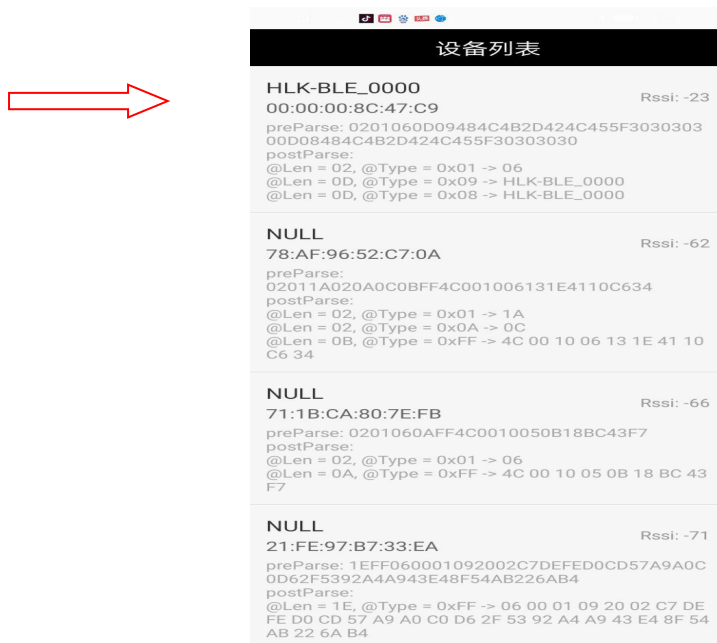 设备列表
HLK-BLE_0000
Rssi: -23
00:00:00:8C:47:C9
preParse: 0201060D09484C4B2D424C455F3030303
00D08484C4B2D424C455F30303030
postParse:
@Len = 02, @Type = 0x01 -> 06
@Len = 0D, @Type = 0x09 -> HLK-BLE_0000
@Len = 0D, @Type = 0x08 -> HLK-BLE_0000
NULL
Rssi: -62
78:AF:96:52:C7:0A
preParse:
02011A020A0C0BFF4C001006131E4110C634
postParse:
@Len = 02, @Type = 0x01 -> 1A
@Len = 02, @Type = 0x0A -> 0C
@Len = 0B, @Type = 0xFF -> 4C 00 10 06 13 1E 41 10
C6 34
NULL
Rssi: -66
71:1B:CA:80:7E:FB
preParse: 0201060AFF4C0010050B18BC43F7
postParse:
@Len = 02, @Type = 0x01 -> 06
@Len = 0A, @Type = 0xFF -> 4C 00 10 05 0B 18 BC 43
F7
NULL
Rssi: -71
21:FE:97:B7:33:EA
preParse: 1EFF060001092002C7DEFED0CD57A9A0C
0D62F5392A4A943E48F54AB226AB4
postParse:
@Len = 1E, @Type = 0xFF -> 06 00 01 09 20 02 C7 DE
FE D0 CD 57 A9 A0 C0 D6 2F 53 92 A4 A9 43 E4 8F 54
AB 22 6A B4